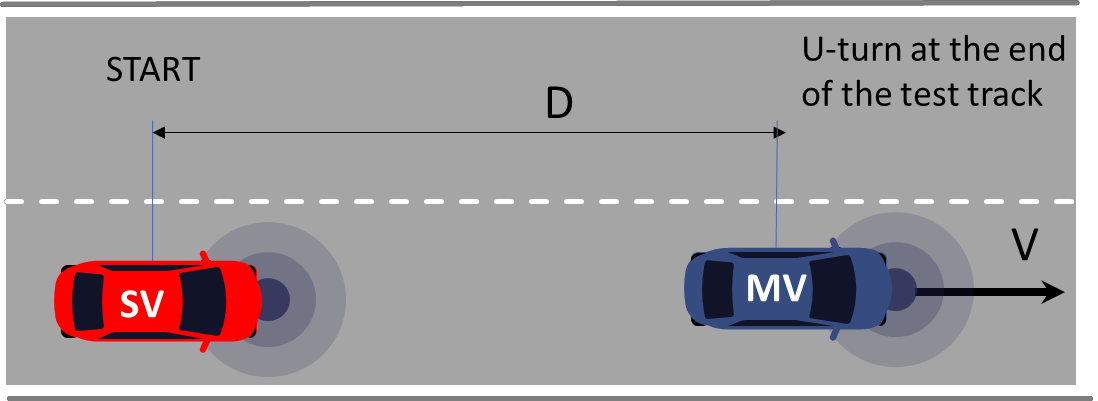 START
U-turn at the end
of the test track
D
V
SV
MV